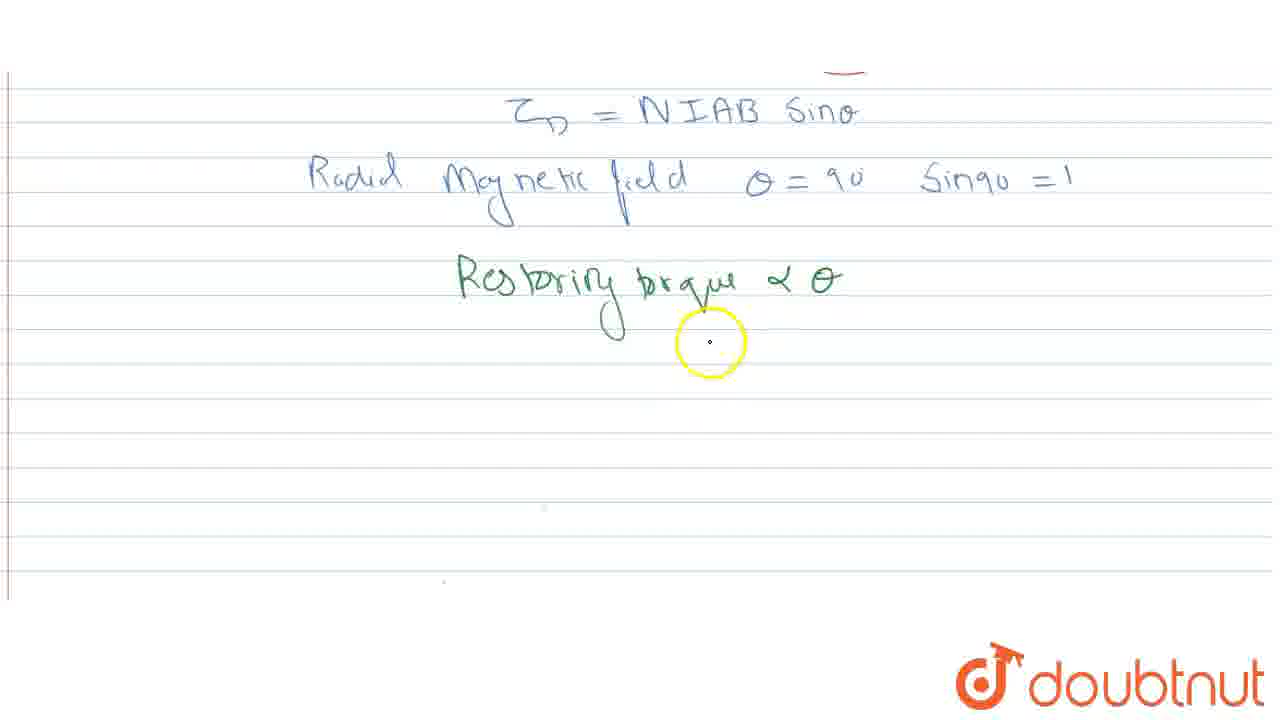 τD = NIAB Sinθ
Radial Magnetic field θ = 90 Sin90 = 1
Restoring torque ∝ θ
doubtnut